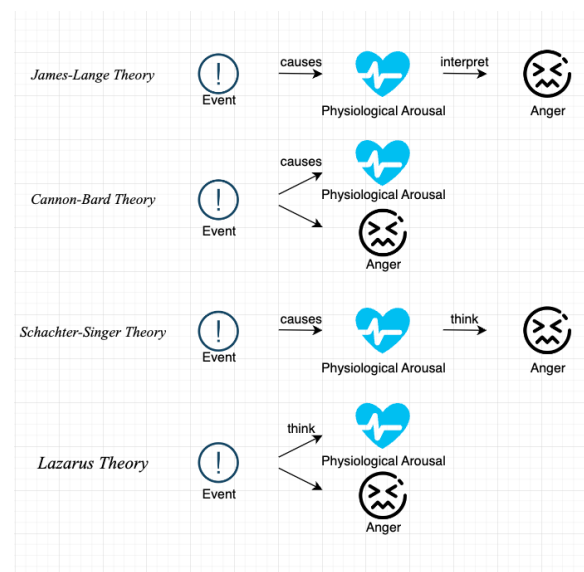 causes
interpret
James-Lange Theory
Event
Physiological Arousal
Anger
causes
Cannon-Bard Theory
Physiological Arousal
Event
Anger
causes
think
Schachter-Singer Theory
Event
Physiological Arousal
Anger
think
Lazarus Theory
Physiological Arousal
Event
Anger